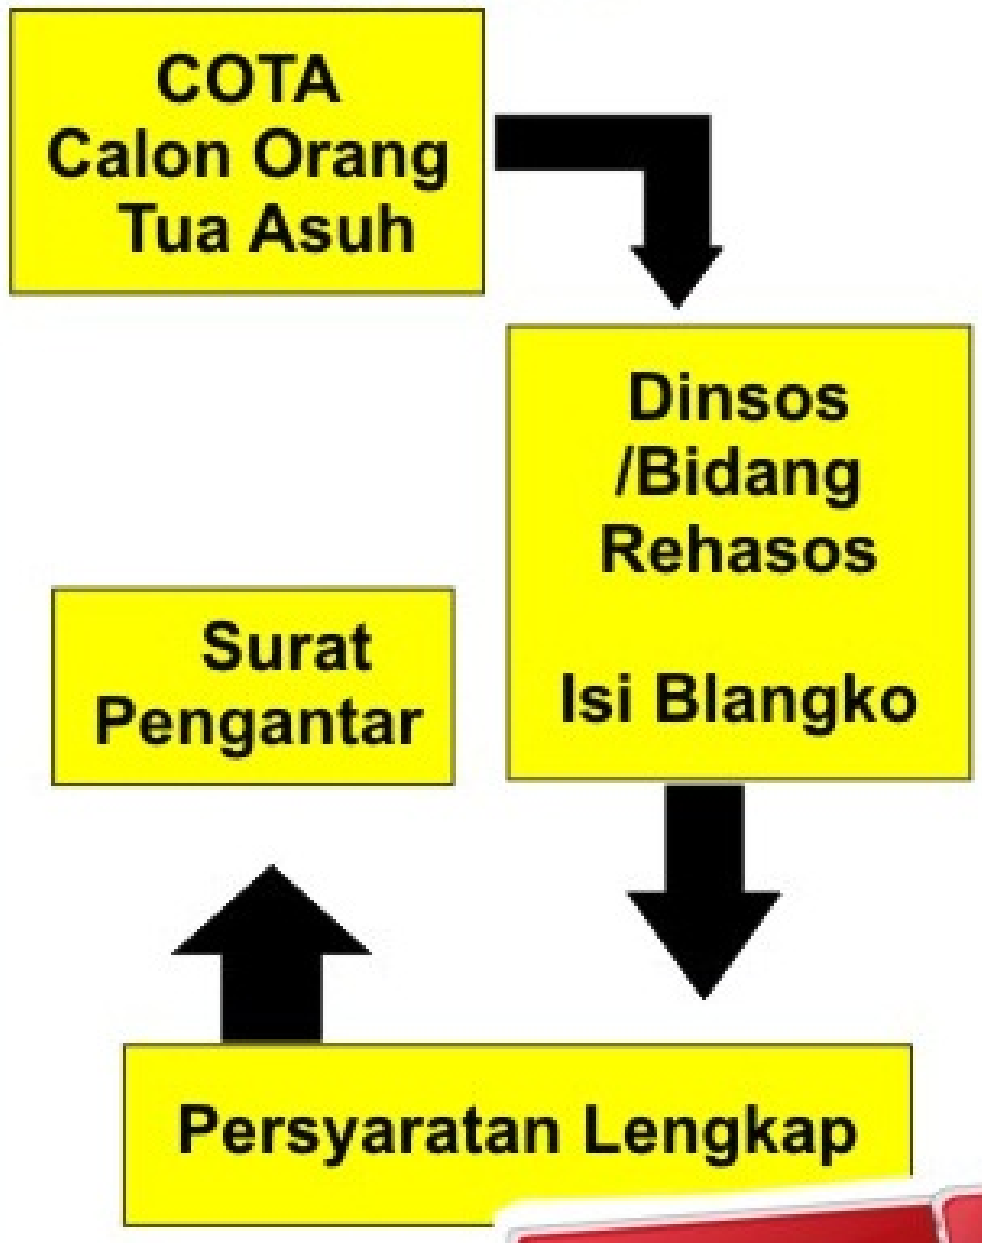 COTA
Calon Orang
Tua Asuh
Dinsos
/Bidang
Rehasos
Isi Blangko
Surat
Pengantar
Persyaratan Lengkap